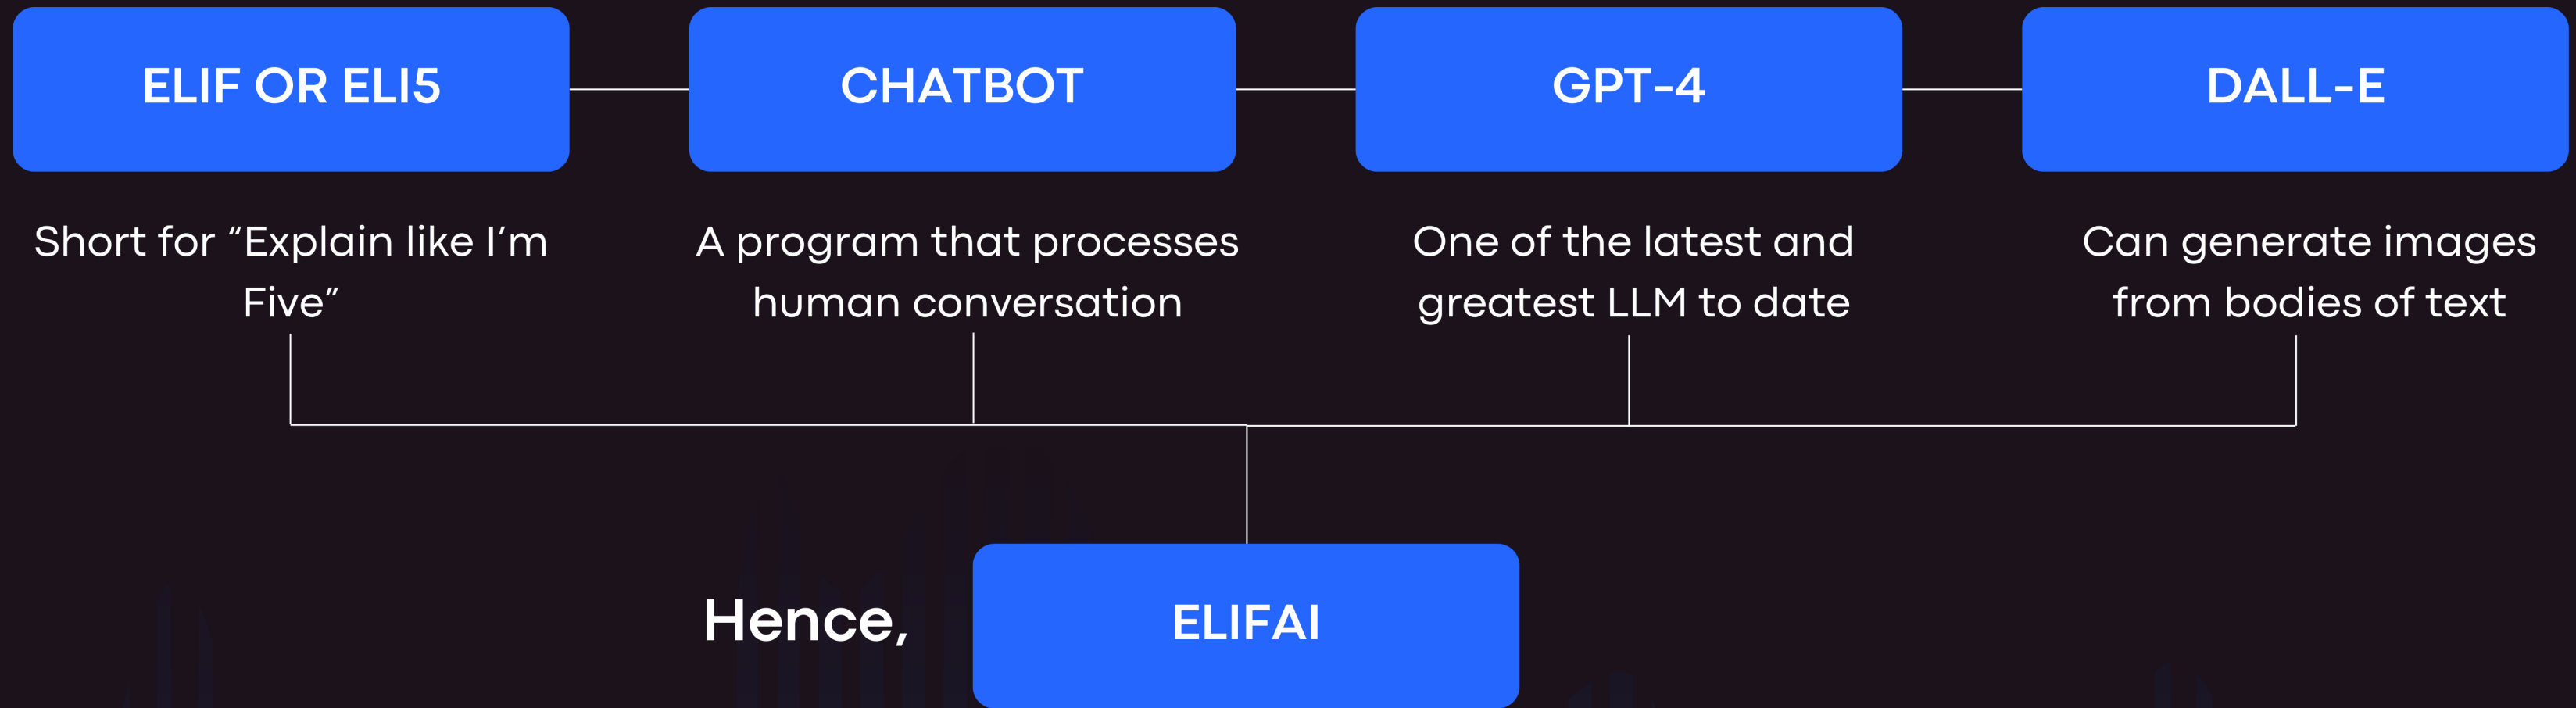 ELIF OR ELI5
CHATBOT
GPT-4
DALL-E
Short for “Explain like I’m
Five”
A program that processes
human conversation
One of the latest and
greatest LLM to date
Can generate images
from bodies of text
Hence,
ELIFAI